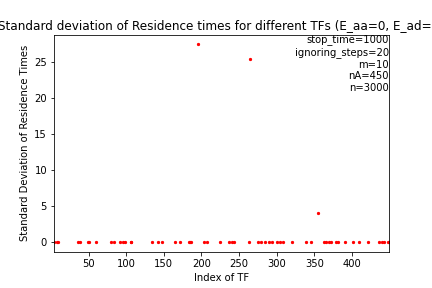 Standard deviation of Residence times for different TFs (E_aa=0, E_ad=
stop_time=1000
ignoring_steps=20
m=10
nA=450
n=3000
Standard Deviation of Residence Times
25
20
15
10
5
0
50 100 150 200 250 300 350 400
Index of TF